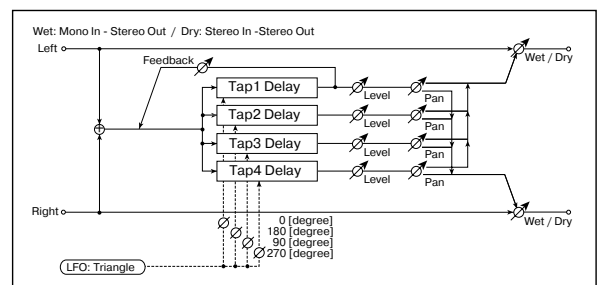 Wet: Mono In - Stereo Out / Dry: Stereo In -Stereo Out
Left
Wet / Dry
Feedback
Tap1 Delay
Level
Pan
Tap2 Delay
Level
Pan
Tap3 Delay
Level
Pan
Tap4 Delay
Level
Pan
Right
Wet / Dry
0 [degree]
180 [degree]
90 [degree]
270 [degree]
LFO: Triangle